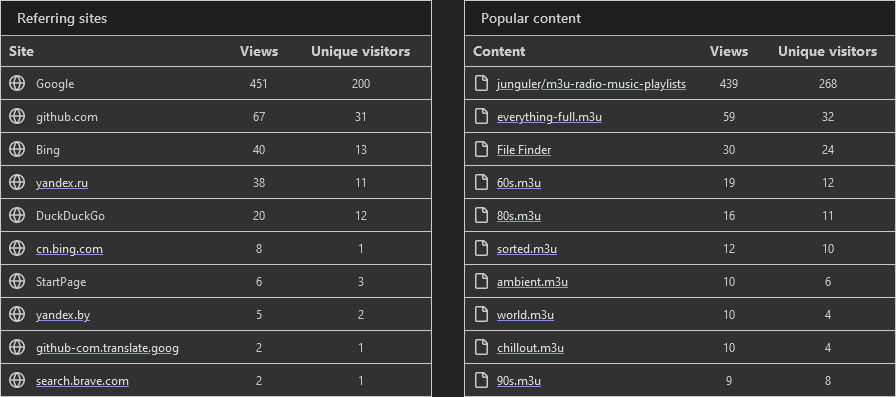 Referring sites
Site Views Unique visitors
Google 451 200
github.com 67 31
Bing 40 13
yandex.ru 38 11
DuckDuckGo 20 12
cn.bing.com 8 1
StartPage 6 3
yandex.by 5 2
github-com.translate.goog 2 1
search.brave.com 2 1
Popular content
Content Views Unique visitors
junguler/m3u-radio-music-playlists 439 268
everything-full.m3u 59 32
File Finder 30 24
60s.m3u 19 12
80s.m3u 16 11
sorted.m3u 12 10
ambient.m3u 10 6
world.m3u 10 4
chillout.m3u 10 4
90s.m3u 9 8